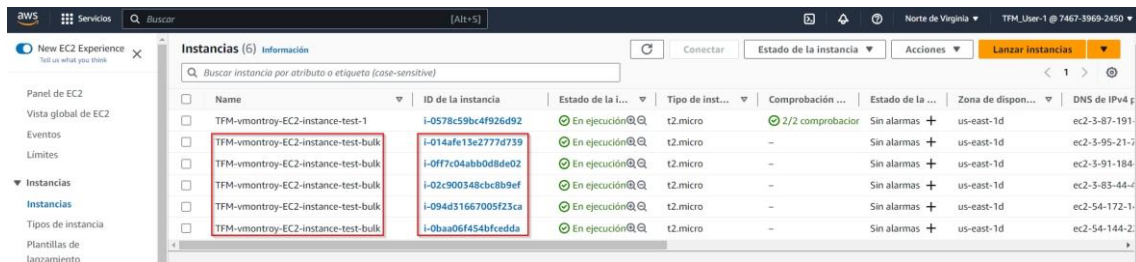 aws Servicios Buscar [Alt+S] Norte de Virginia TFM_User-1 @ 7467-3969-2450
New EC2 Experience
Tell us what you think
Panel de EC2
Vista global de EC2
Eventos
Límites
Instancias
Instancias
Tipos de instancia
Plantillas de
lanzamiento
Instancias (6) Información Conectar Estado de la instancia Acciones Lanzar instancias
Buscar instancia por atributo o etiqueta (case-sensitive) 1
Name ID de la instancia Estado de la i... Tipo de inst... Comprobación ... Estado de la ... Zona de dispon... DNS de IPv4 p
TFM-vmontroy-EC2-instance-test-1 i-0578c59bc4f926d92 En ejecución t2.micro 2/2 comprobacior Sin alarmas + us-east-1d ec2-3-87-191-
TFM-vmontroy-EC2-instance-test-bulk i-014afe13e2777d739 En ejecución t2.micro – Sin alarmas + us-east-1d ec2-3-95-21-7
TFM-vmontroy-EC2-instance-test-bulk i-0ff7c04abb0d8de02 En ejecución t2.micro – Sin alarmas + us-east-1d ec2-3-91-184-
TFM-vmontroy-EC2-instance-test-bulk i-02c900348cbc8b9ef En ejecución t2.micro – Sin alarmas + us-east-1d ec2-3-83-44-
TFM-vmontroy-EC2-instance-test-bulk i-094d31667005f23ca En ejecución t2.micro – Sin alarmas + us-east-1d ec2-54-172-1-
TFM-vmontroy-EC2-instance-test-bulk i-0baa06f454bfcedda En ejecución t2.micro – Sin alarmas + us-east-1d ec2-54-144-2